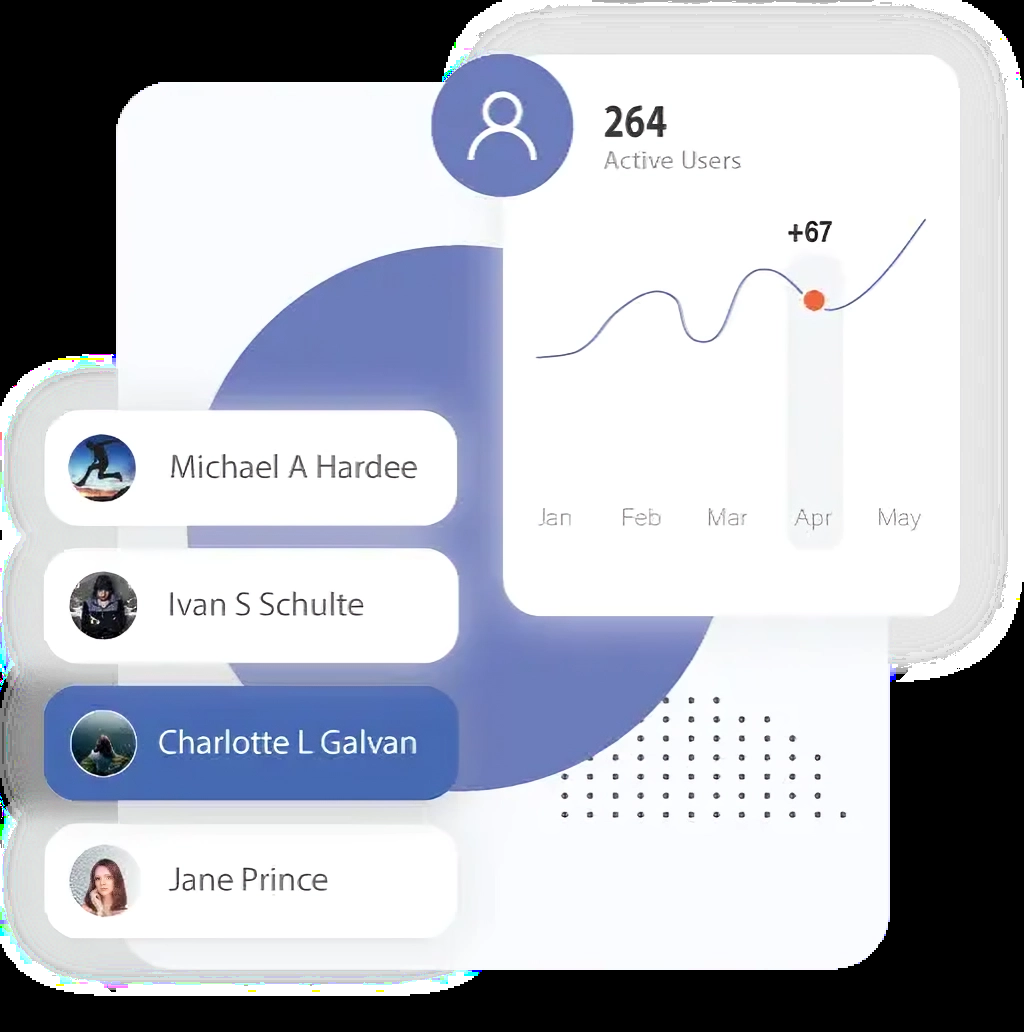 264
Active Users
+67
Jan Feb Mar Apr May
Michael A Hardee
Ivan S Schulte
Charlotte L Galvan
Jane Prince